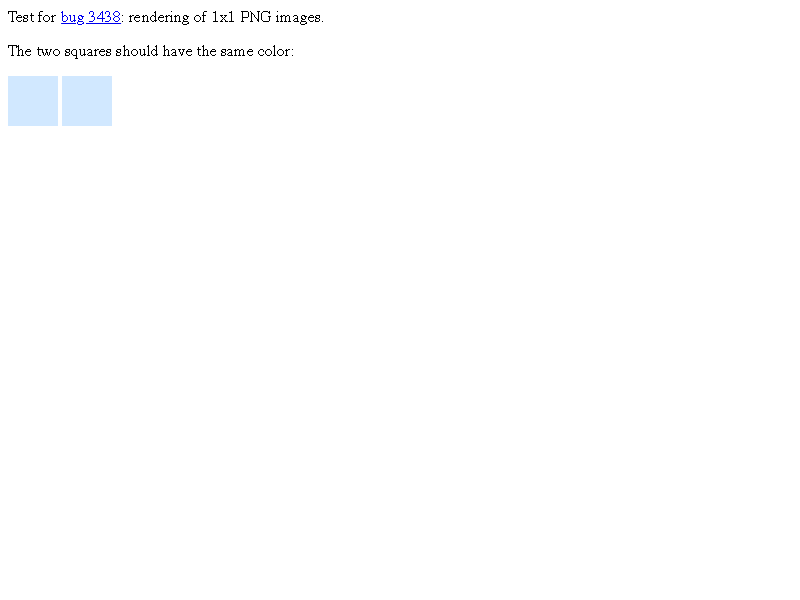 Test for bug 3438: rendering of 1x1 PNG images.
The two squares should have the same color: